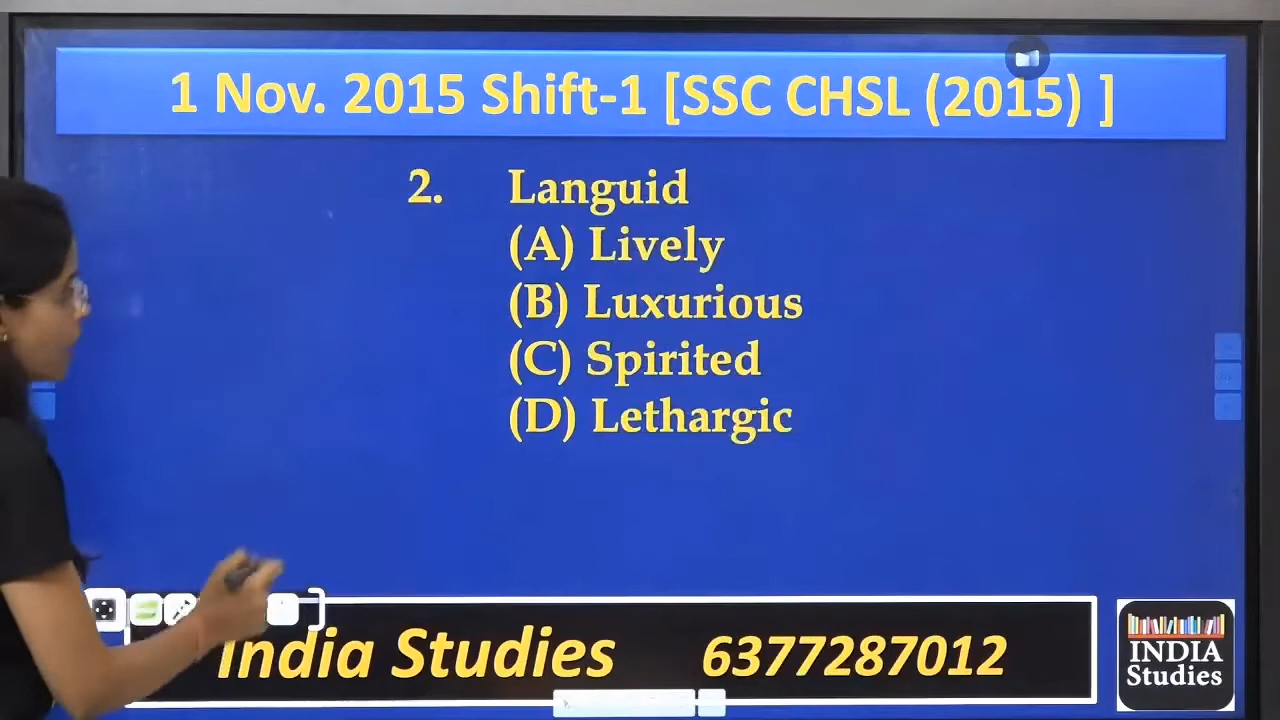 1 Nov. 2015 Shift-1 [SSC CHSL (2015) ]
2. Languid
(A) Lively
(B) Luxurious
(C) Spirited
(D) Lethargic
India Studies 6377287012
INDIA
Studies